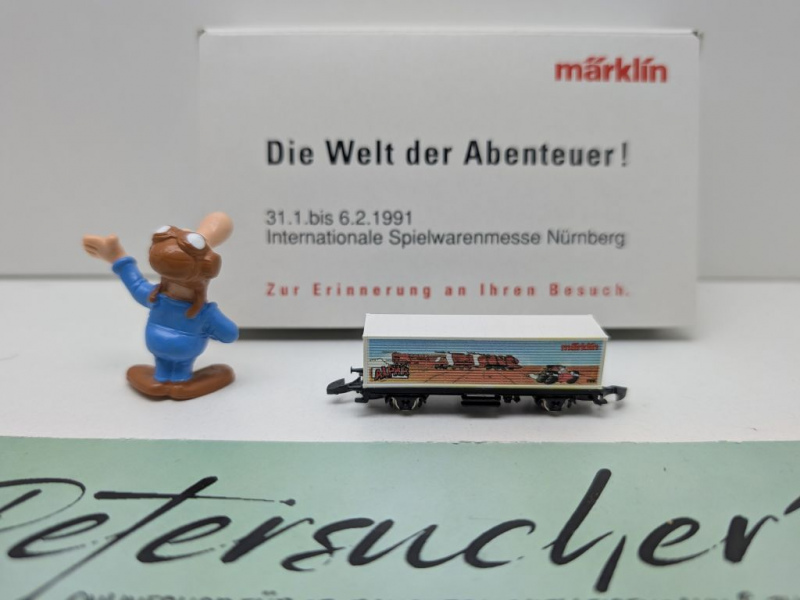 märklin
Die Welt der Abenteuer!
31.1.bis 6.2.1991
Internationale Spielwarenmesse Nürnberg
Zur Erinnerung an Ihren Besuch.
märklin
Petersucher